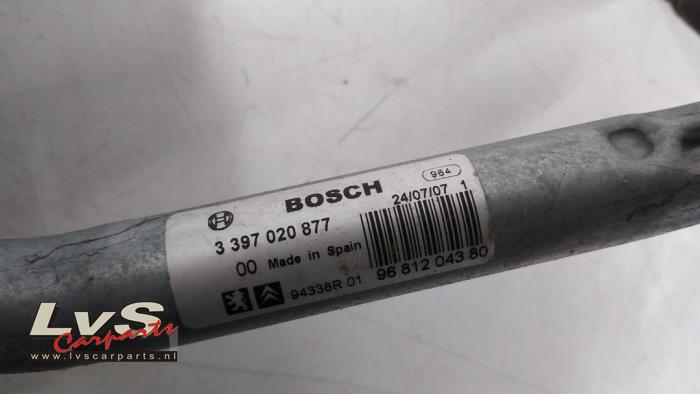 964
BOSCH
24/07/07 1
3 397 020 877
00 Made in Spain
96 812 043 80
94338R 01
LvS
Carparts
www.lvscarparts.nl